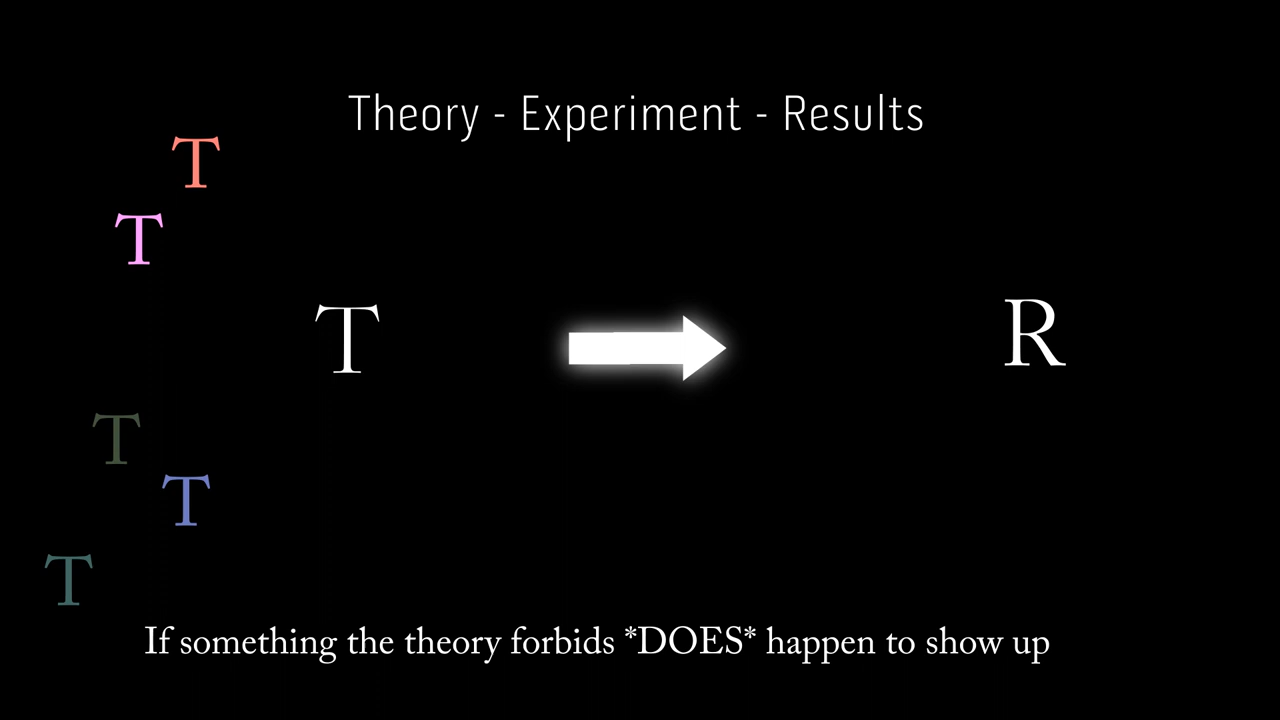 Theory - Experiment - Results
T
T
T
R
T
T
T
If something the theory forbids *DOES* happen to show up